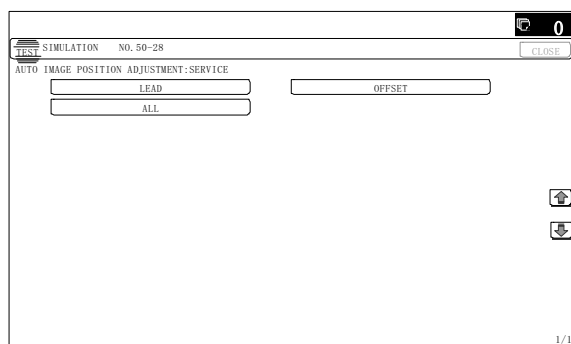 0
TEST SIMULATION NO.50-28 CLOSE
AUTO IMAGE POSITION ADJUSTMENT:SERVICE
LEAD OFFSET
ALL
1/1